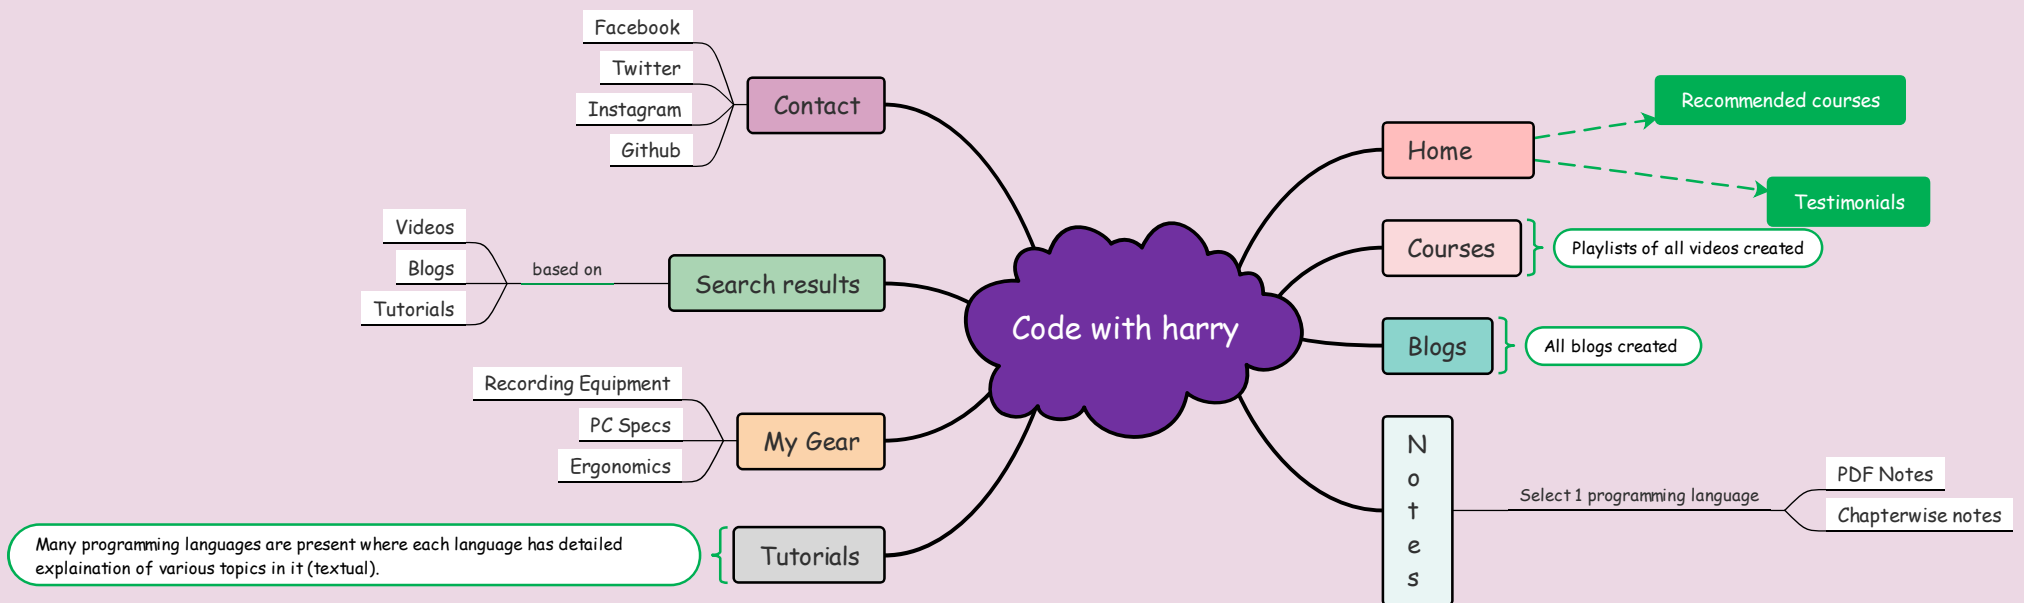 Facebook
Twitter
Instagram
Github
Contact
Videos
Blogs
Tutorials
based on
Search results
Recording Equipment
PC Specs
Ergonomics
My Gear
Many programming languages are present where each language has detailed
explaination of various topics in it (textual).
Tutorials
Code with harry
Home
Recommended courses
Testimonials
Courses
Playlists of all videos created
Blogs
All blogs created
N
o
t
e
s
Select 1 programming language
PDF Notes
Chapterwise notes